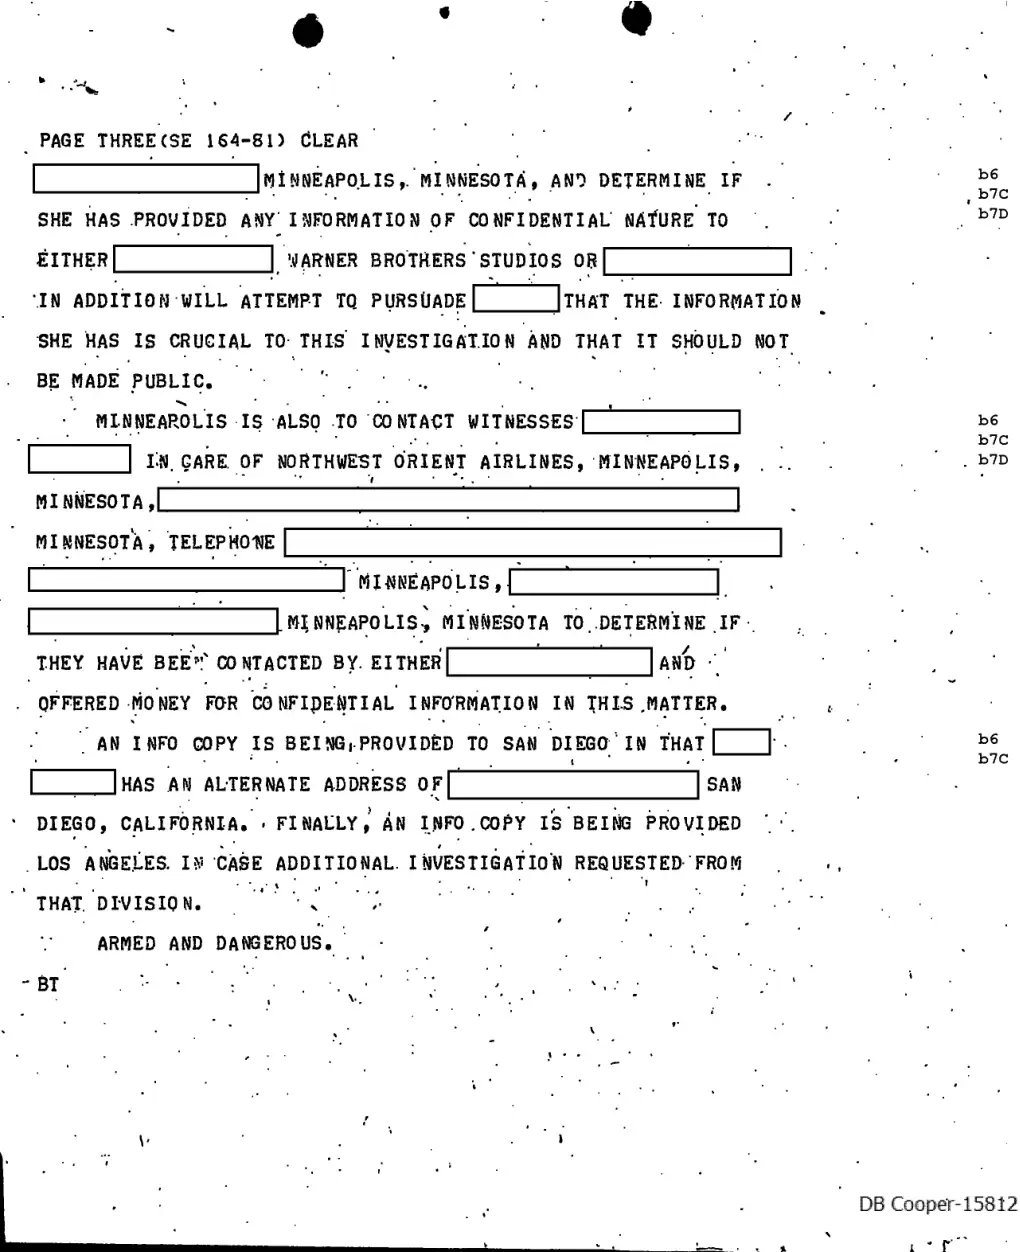 PAGE THREE(SE 164-81) CLEAR
MINNEAPOLIS, MINNESOTA, AND DETERMINE IF
b6
b7C
b7D
SHE HAS PROVIDED ANY INFORMATION OF CONFIDENTIAL NATURE TO
EITHER WARNER BROTHERS STUDIOS OR
IN ADDITION WILL ATTEMPT TO PURSUADE THAT THE INFORMATION
SHE HAS IS CRUCIAL TO THIS INVESTIGATION AND THAT IT SHOULD NOT
BE MADE PUBLIC.
MINNEAPOLIS IS ALSO TO CONTACT WITNESSES
b6
b7C
b7D
IN CARE OF NORTHWEST ORIENT AIRLINES, MINNEAPOLIS,
MINNESOTA,
MINNESOTA, TELEPHONE
MINNEAPOLIS,
MINNEAPOLIS, MINNESOTA TO DETERMINE IF
THEY HAVE BEEN CONTACTED BY EITHER AND
OFFERED MONEY FOR CONFIDENTIAL INFORMATION IN THIS MATTER.
AN INFO COPY IS BEING PROVIDED TO SAN DIEGO IN THAT
b6
b7C
HAS AN ALTERNATE ADDRESS OF SAN
DIEGO, CALIFORNIA. FINALLY, AN INFO COPY IS BEING PROVIDED
LOS ANGELES IN CASE ADDITIONAL INVESTIGATION REQUESTED FROM
THAT DIVISION.
ARMED AND DANGEROUS.
BT
DB Cooper-15812